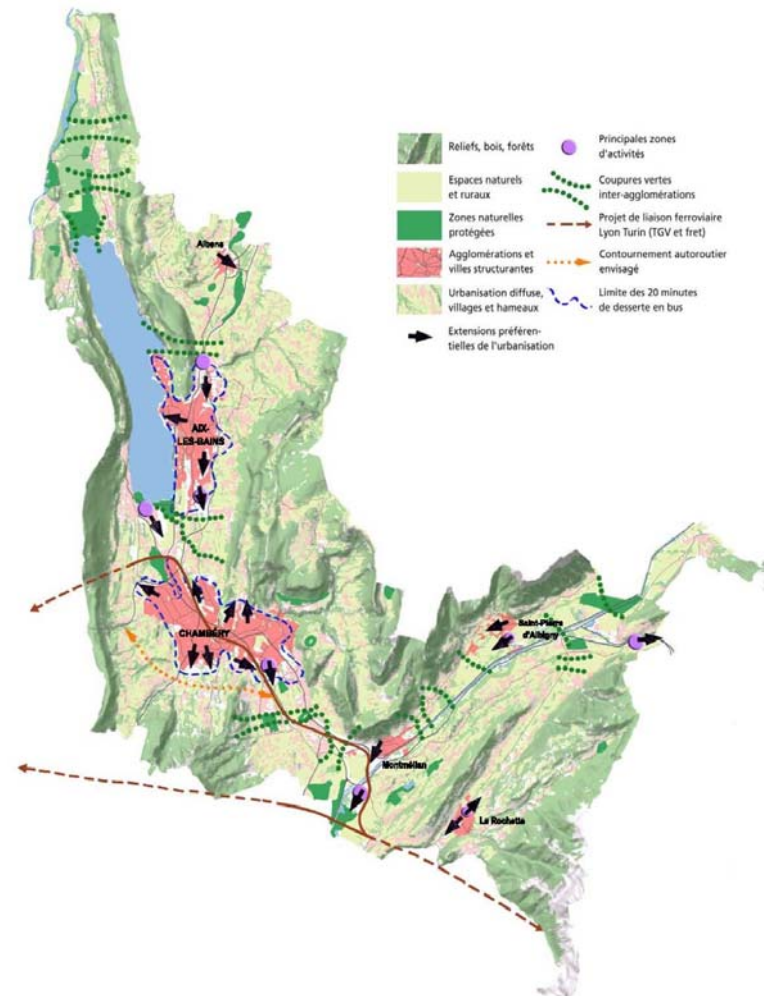 Reliefs, bois, forêts
Espaces naturels
et ruraux
Zones naturelles
protégées
Agglomérations et
villes structurantes
Urbanisation diffuse,
villages et hameaux
Extensions préféren-
tielles de l'urbanisation
Principales zones
d'activités
Coupures vertes
inter-agglomérations
Projet de liaison ferroviaire
Lyon Turin (TGV et fret)
Contournement autoroutier
envisagé
Limite des 20 minutes
de desserte en bus
Albens
AIX-
LES-BAINS
CHAMBÉRY
Saint-Pierre
d'Albigny
Montmélian
La Rochette